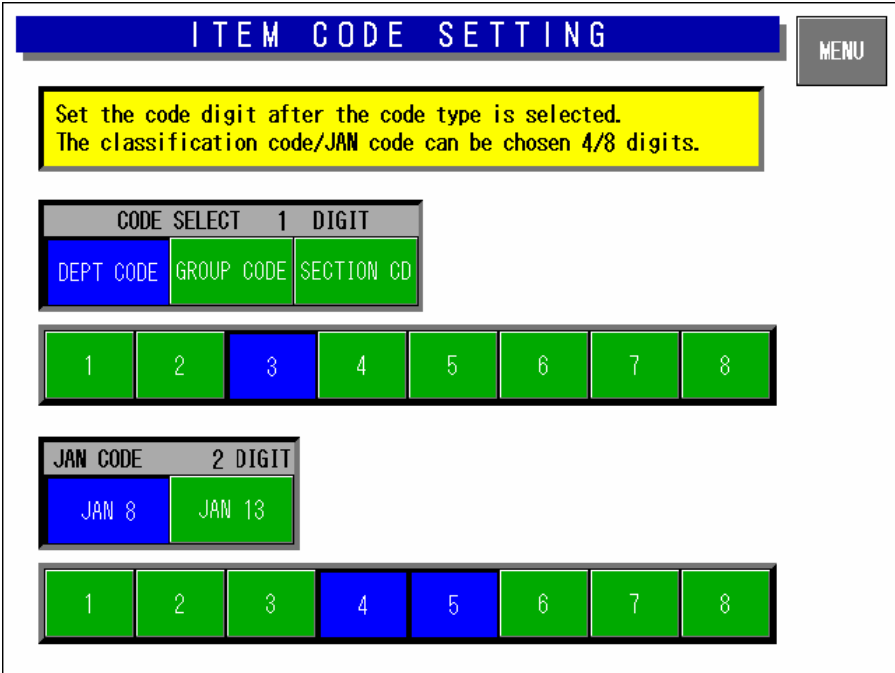 ITEM CODE SETTING
MENU
Set the code digit after the code type is selected.
The classification code/JAN code can be chosen 4/8 digits.
CODE SELECT 1 DIGIT
DEPT CODE GROUP CODE SECTION CD
1 2 3 4 5 6 7 8
JAN CODE 2 DIGIT
JAN 8 JAN 13
1 2 3 4 5 6 7 8